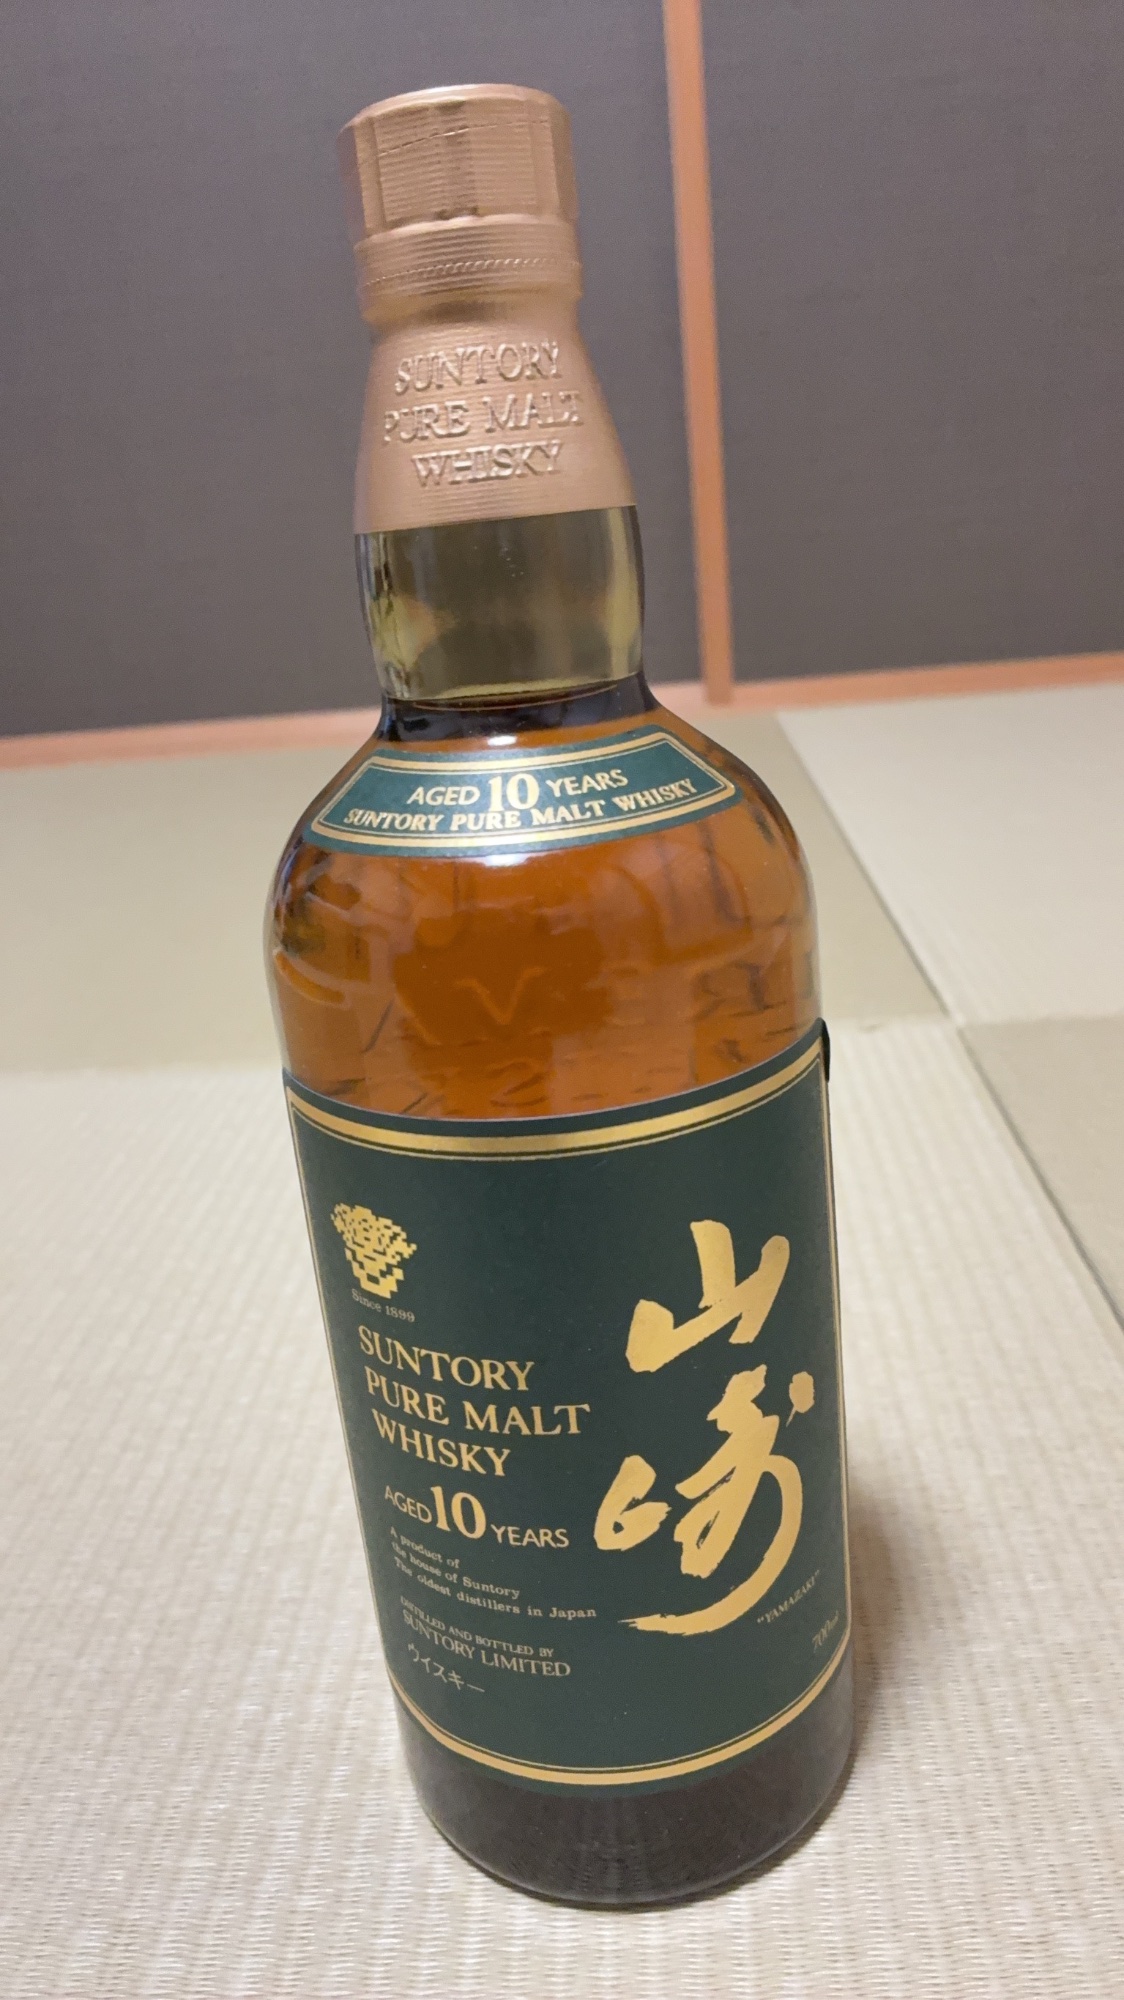 SUNTORY
PURE MALT
WHISKY
AGED 10 YEARS
SUNTORY PURE MALT WHISKY
Since 1899
SUNTORY
PURE MALT
WHISKY
AGED 10 YEARS
A product of
the house of Suntory
The oldest distillers in Japan
DISTILLED AND BOTTLED BY
SUNTORY LIMITED
ウイスキー
山崎
"YAMAZAKI"
700ml